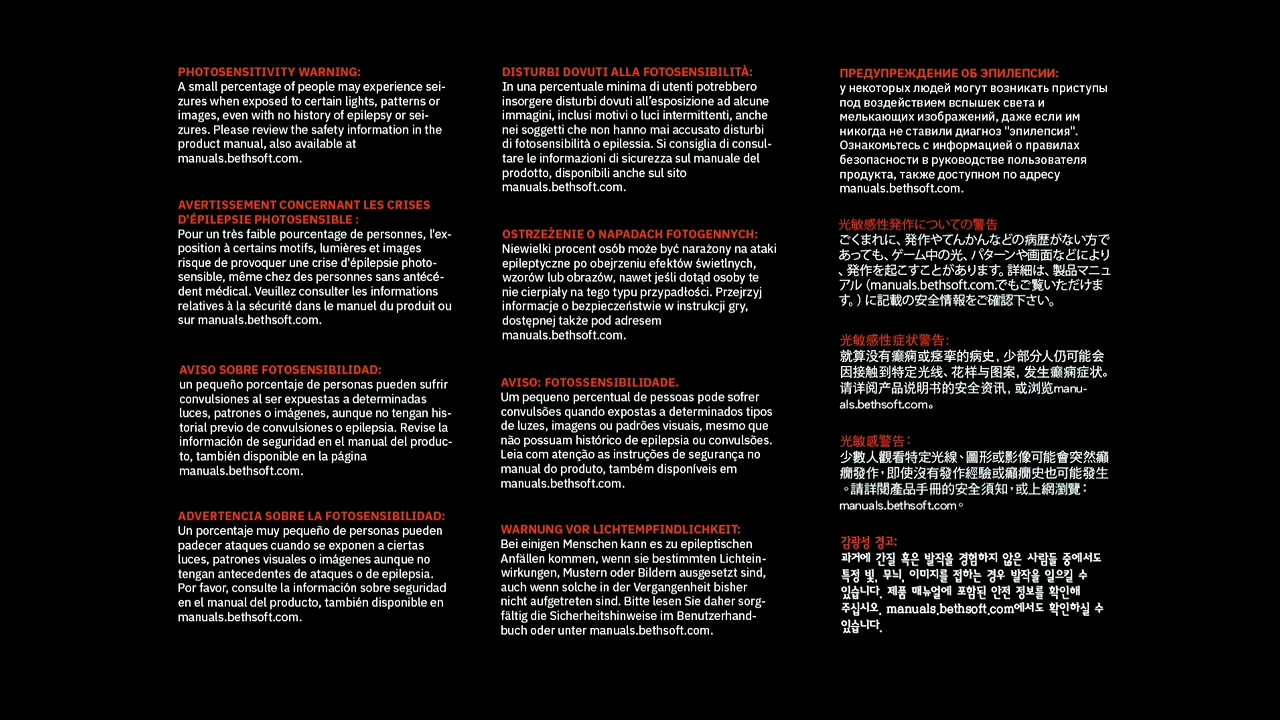 PHOTOSENSITIVITY WARNING:
A small percentage of people may experience sei-
zures when exposed to certain lights, patterns or
images, even with no history of epilepsy or sei-
zures. Please review the safety information in the
product manual, also available at
manuals.bethsoft.com.
AVERTISSEMENT CONCERNANT LES CRISES
D'ÉPILEPSIE PHOTOSENSIBLE :
Pour un très faible pourcentage de personnes, l'ex-
position à certains motifs, lumières et images
risque de provoquer une crise d'épilepsie photo-
sensible, même chez des personnes sans antécé-
dent médical. Veuillez consulter les informations
relatives à la sécurité dans le manuel du produit ou
sur manuals.bethsoft.com.
AVISO SOBRE FOTOSENSIBILIDAD:
un pequeño porcentaje de personas pueden sufrir
convulsiones al ser expuestas a determinadas
luces, patrones o imágenes, aunque no tengan his-
torial previo de convulsiones o epilepsia. Revise la
información de seguridad en el manual del produc-
to, también disponible en la página
manuals.bethsoft.com.
ADVERTENCIA SOBRE LA FOTOSENSIBILIDAD:
Un porcentaje muy pequeño de personas pueden
padecer ataques cuando se exponen a ciertas
luces, patrones visuales o imágenes aunque no
tengan antecedentes de ataques o de epilepsia.
Por favor, consulte la información sobre seguridad
en el manual del producto, también disponible en
manuals.bethsoft.com.
DISTURBI DOVUTI ALLA FOTOSENSIBILITÀ:
In una percentuale minima di utenti potrebbero
insorgere disturbi dovuti all'esposizione ad alcune
immagini, inclusi motivi o luci intermittenti, anche
nei soggetti che non hanno mai accusato disturbi
di fotosensibilità o epilessia. Si consiglia di consul-
tare le informazioni di sicurezza sul manuale del
prodotto, disponibili anche sul sito
manuals.bethsoft.com.
OSTRZEŻENIE O NAPADACH FOTOGENNYCH:
Niewielki procent osób może być narażony na ataki
epileptyczne po obejrzeniu efektów świetlnych,
wzorów lub obrazów, nawet jeśli dotąd osoby te
nie cierpiały na tego typu przypadłości. Przejrzyj
informacje o bezpieczeństwie w instrukcji gry,
dostępnej także pod adresem
manuals.bethsoft.com.
AVISO: FOTOSSENSIBILIDADE.
Um pequeno percentual de pessoas pode sofrer
convulsões quando expostas a determinados tipos
de luzes, imagens ou padrões visuais, mesmo que
não possuam histórico de epilepsia ou convulsões.
Leia com atenção as instruções de segurança no
manual do produto, também disponíveis em
manuals.bethsoft.com.
WARNUNG VOR LICHTEMPFINDLICHKEIT:
Bei einigen Menschen kann es zu epileptischen
Anfällen kommen, wenn sie bestimmten Lichtein-
wirkungen, Mustern oder Bildern ausgesetzt sind,
auch wenn solche in der Vergangenheit bisher
nicht aufgetreten sind. Bitte lesen Sie daher sorg-
fältig die Sicherheitshinweise im Benutzerhand-
buch oder unter manuals.bethsoft.com.
ПРЕДУПРЕЖДЕНИЕ ОБ ЭПИЛЕПСИИ:
у некоторых людей могут возникать приступы
под воздействием вспышек света и
мелькающих изображений, даже если им
никогда не ставили диагноз "эпилепсия".
Ознакомьтесь с информацией о правилах
безопасности в руководстве пользователя
продукта, также доступном по адресу
manuals.bethsoft.com.
光敏感性発作についての警告
ごくまれに、発作やてんかんなどの病歴がない方で
あっても、ゲーム中の光、パターンや画面などにより
、発作を起こすことがあります。詳細は、製品マニュ
アル (manuals.bethsoft.comでもご覧いただけま
す。) に記載の安全情報をご確認下さい。
光敏感性症状警告:
就算没有癫痫或痉挛的病史，少部分人仍可能会
因接触到特定光线、花样与图案，发生癫痫症状。
请详阅产品说明书的安全资讯，或浏览manu-
als.bethsoft.com。
光敏感警告：
少數人觀看特定光線、圖形或影像可能會突然癲
癇發作，即使沒有發作經驗或癲癇史也可能發生
。請詳閱產品手冊的安全須知，或上網瀏覽：
manuals.bethsoft.com。
감광성 경고:
과거에 간질 혹은 발작을 경험하지 않은 사람들 중에서도
특정 빛, 무늬, 이미지를 접하는 경우 발작을 일으킬 수
있습니다. 제품 매뉴얼에 포함된 안전 정보를 확인해
주십시오. manuals.bethsoft.com에서도 확인하실 수
있습니다.